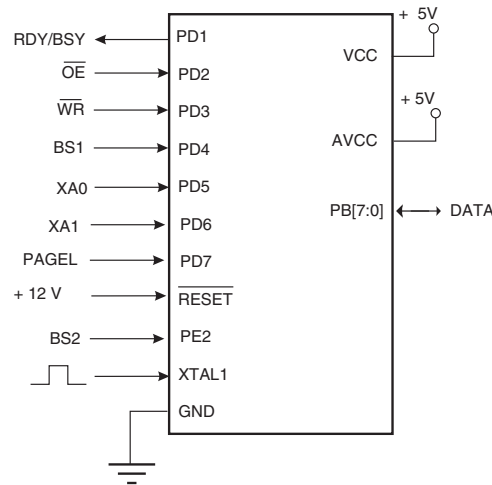 RDY/BSY PD1
OE PD2
WR PD3
BS1 PD4
XA0 PD5
XA1 PD6
PAGEL PD7
+ 12 V RESET
BS2 PE2
XTAL1
GND
+ 5V
VCC
+ 5V
AVCC
PB[7:0] DATA